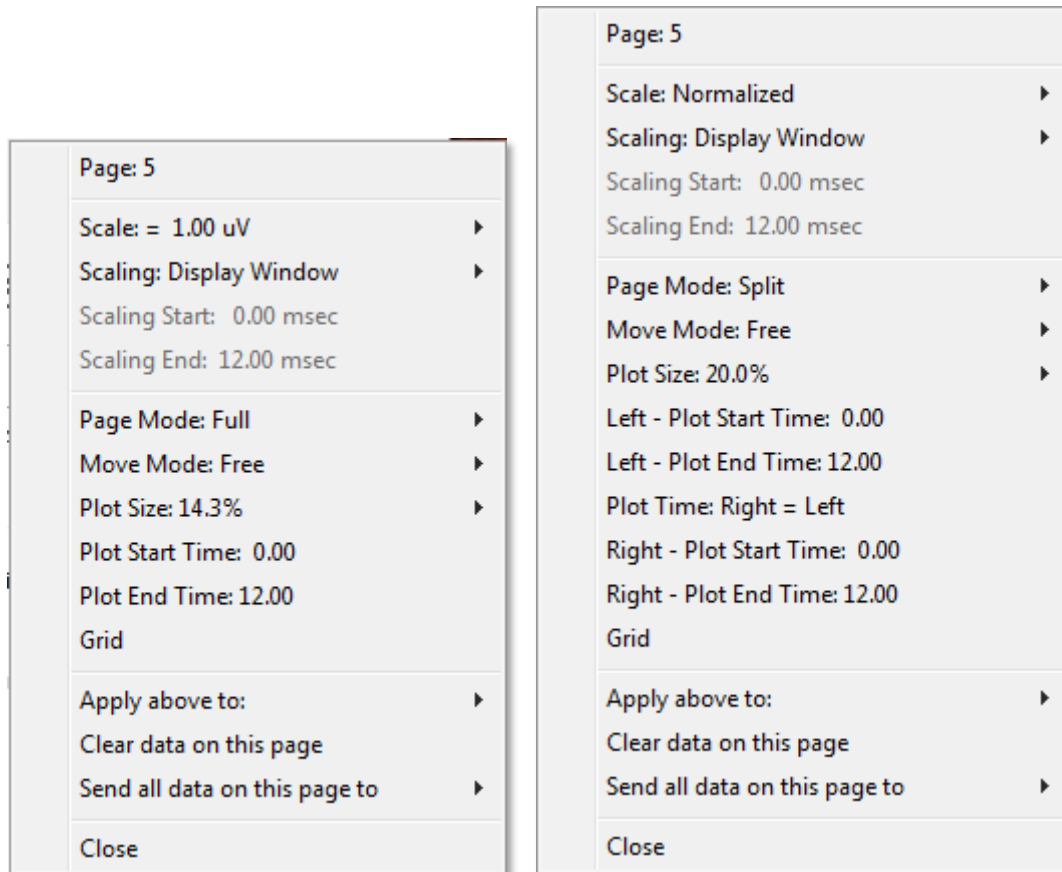 Page: 5
Scale: = 1.00 uV
Scaling: Display Window
Scaling Start: 0.00 msec
Scaling End: 12.00 msec
Page Mode: Full
Move Mode: Free
Plot Size: 14.3%
Plot Start Time: 0.00
Plot End Time: 12.00
Grid
Apply above to:
Clear data on this page
Send all data on this page to
Close
Page: 5
Scale: Normalized
Scaling: Display Window
Scaling Start: 0.00 msec
Scaling End: 12.00 msec
Page Mode: Split
Move Mode: Free
Plot Size: 20.0%
Left - Plot Start Time: 0.00
Left - Plot End Time: 12.00
Plot Time: Right = Left
Right - Plot Start Time: 0.00
Right - Plot End Time: 12.00
Grid
Apply above to:
Clear data on this page
Send all data on this page to
Close